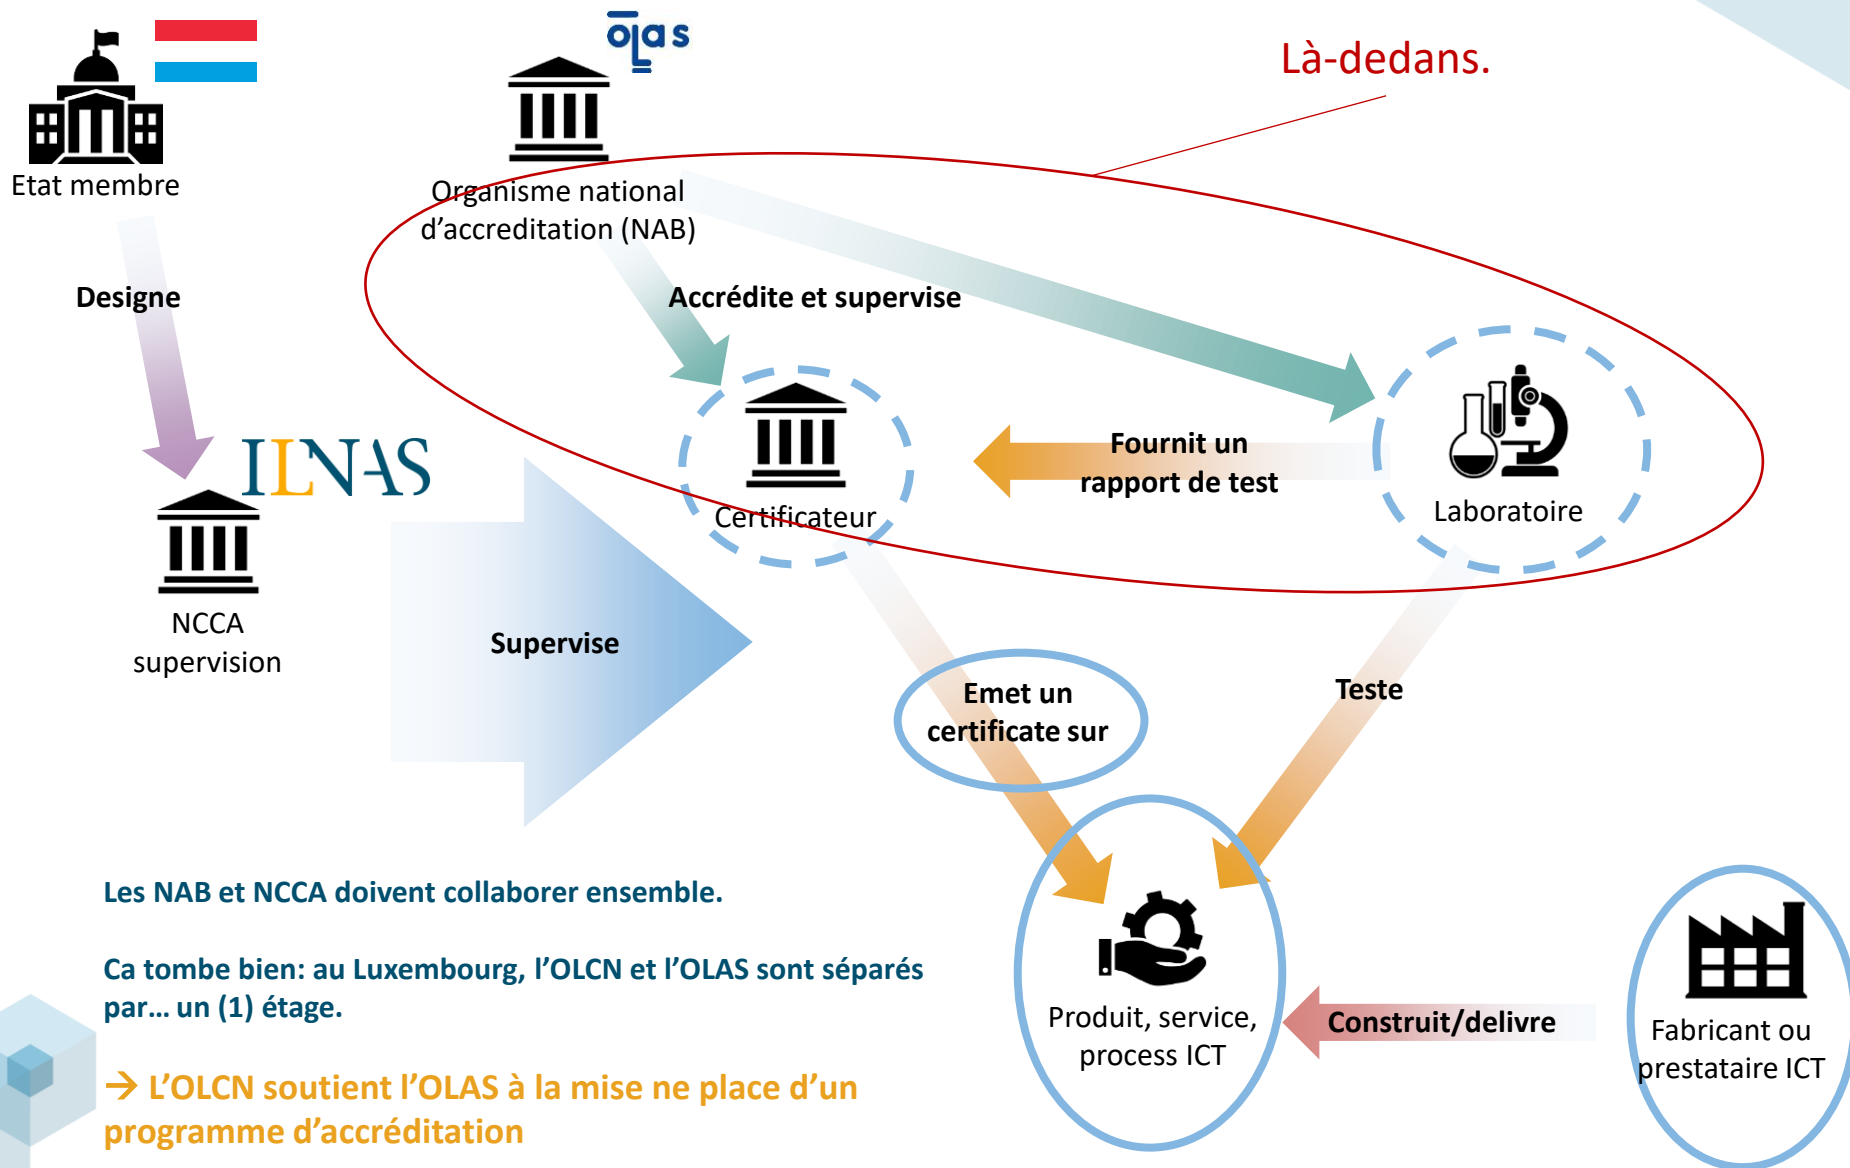 olas
Là-dedans.
Etat membre
Organisme national
d'accreditation (NAB)
Designe
Accrédite et supervise
ILNAS
Fournit un
rapport de test
Certificateur
Laboratoire
NCCA
supervision
Supervise
Emet un
certificate sur
Teste
Les NAB et NCCA doivent collaborer ensemble.
Ca tombe bien: au Luxembourg, l'OLCN et l'OLAS sont séparés
par... un (1) étage.
→ L'OLCN soutient l'OLAS à la mise ne place d'un
programme d'accréditation
Produit, service,
process ICT
Construit/delivre
Fabricant ou
prestataire ICT